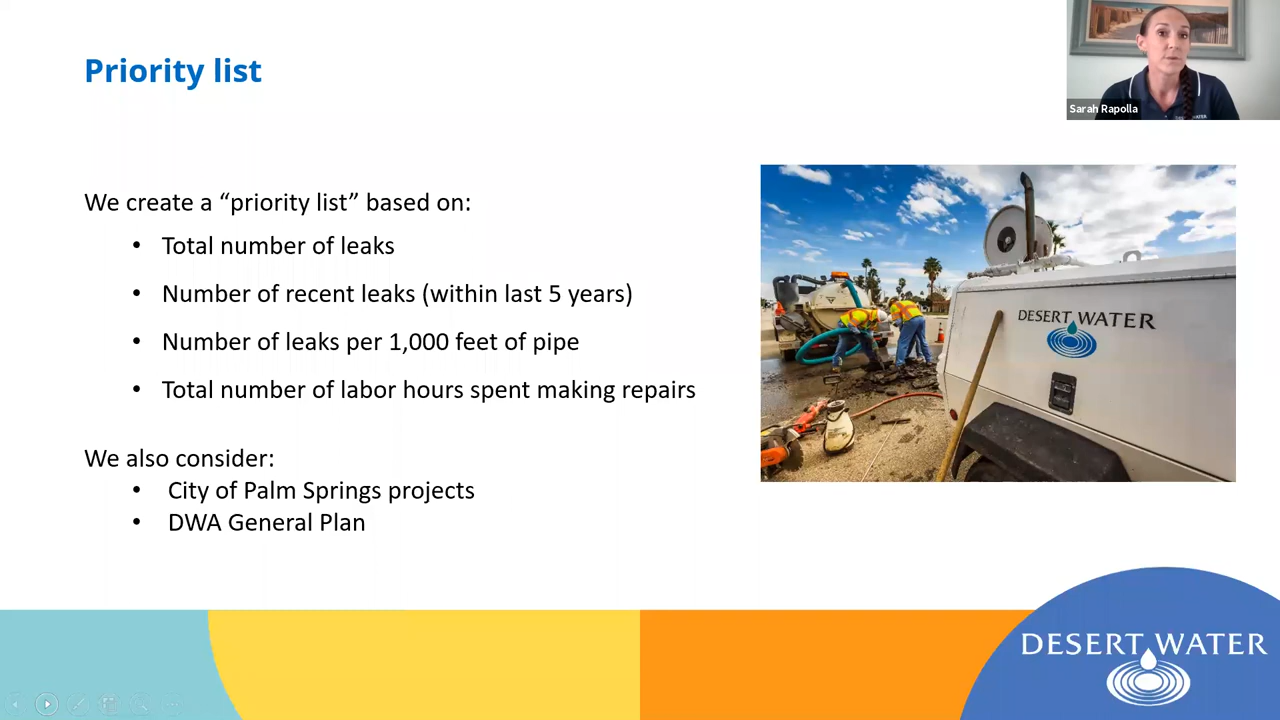 Priority list
Sarah Rapolla
We create a “priority list” based on:
• Total number of leaks
• Number of recent leaks (within last 5 years)
• Number of leaks per 1,000 feet of pipe
• Total number of labor hours spent making repairs
We also consider:
• City of Palm Springs projects
• DWA General Plan
DESERT WATER
DESERT WATER